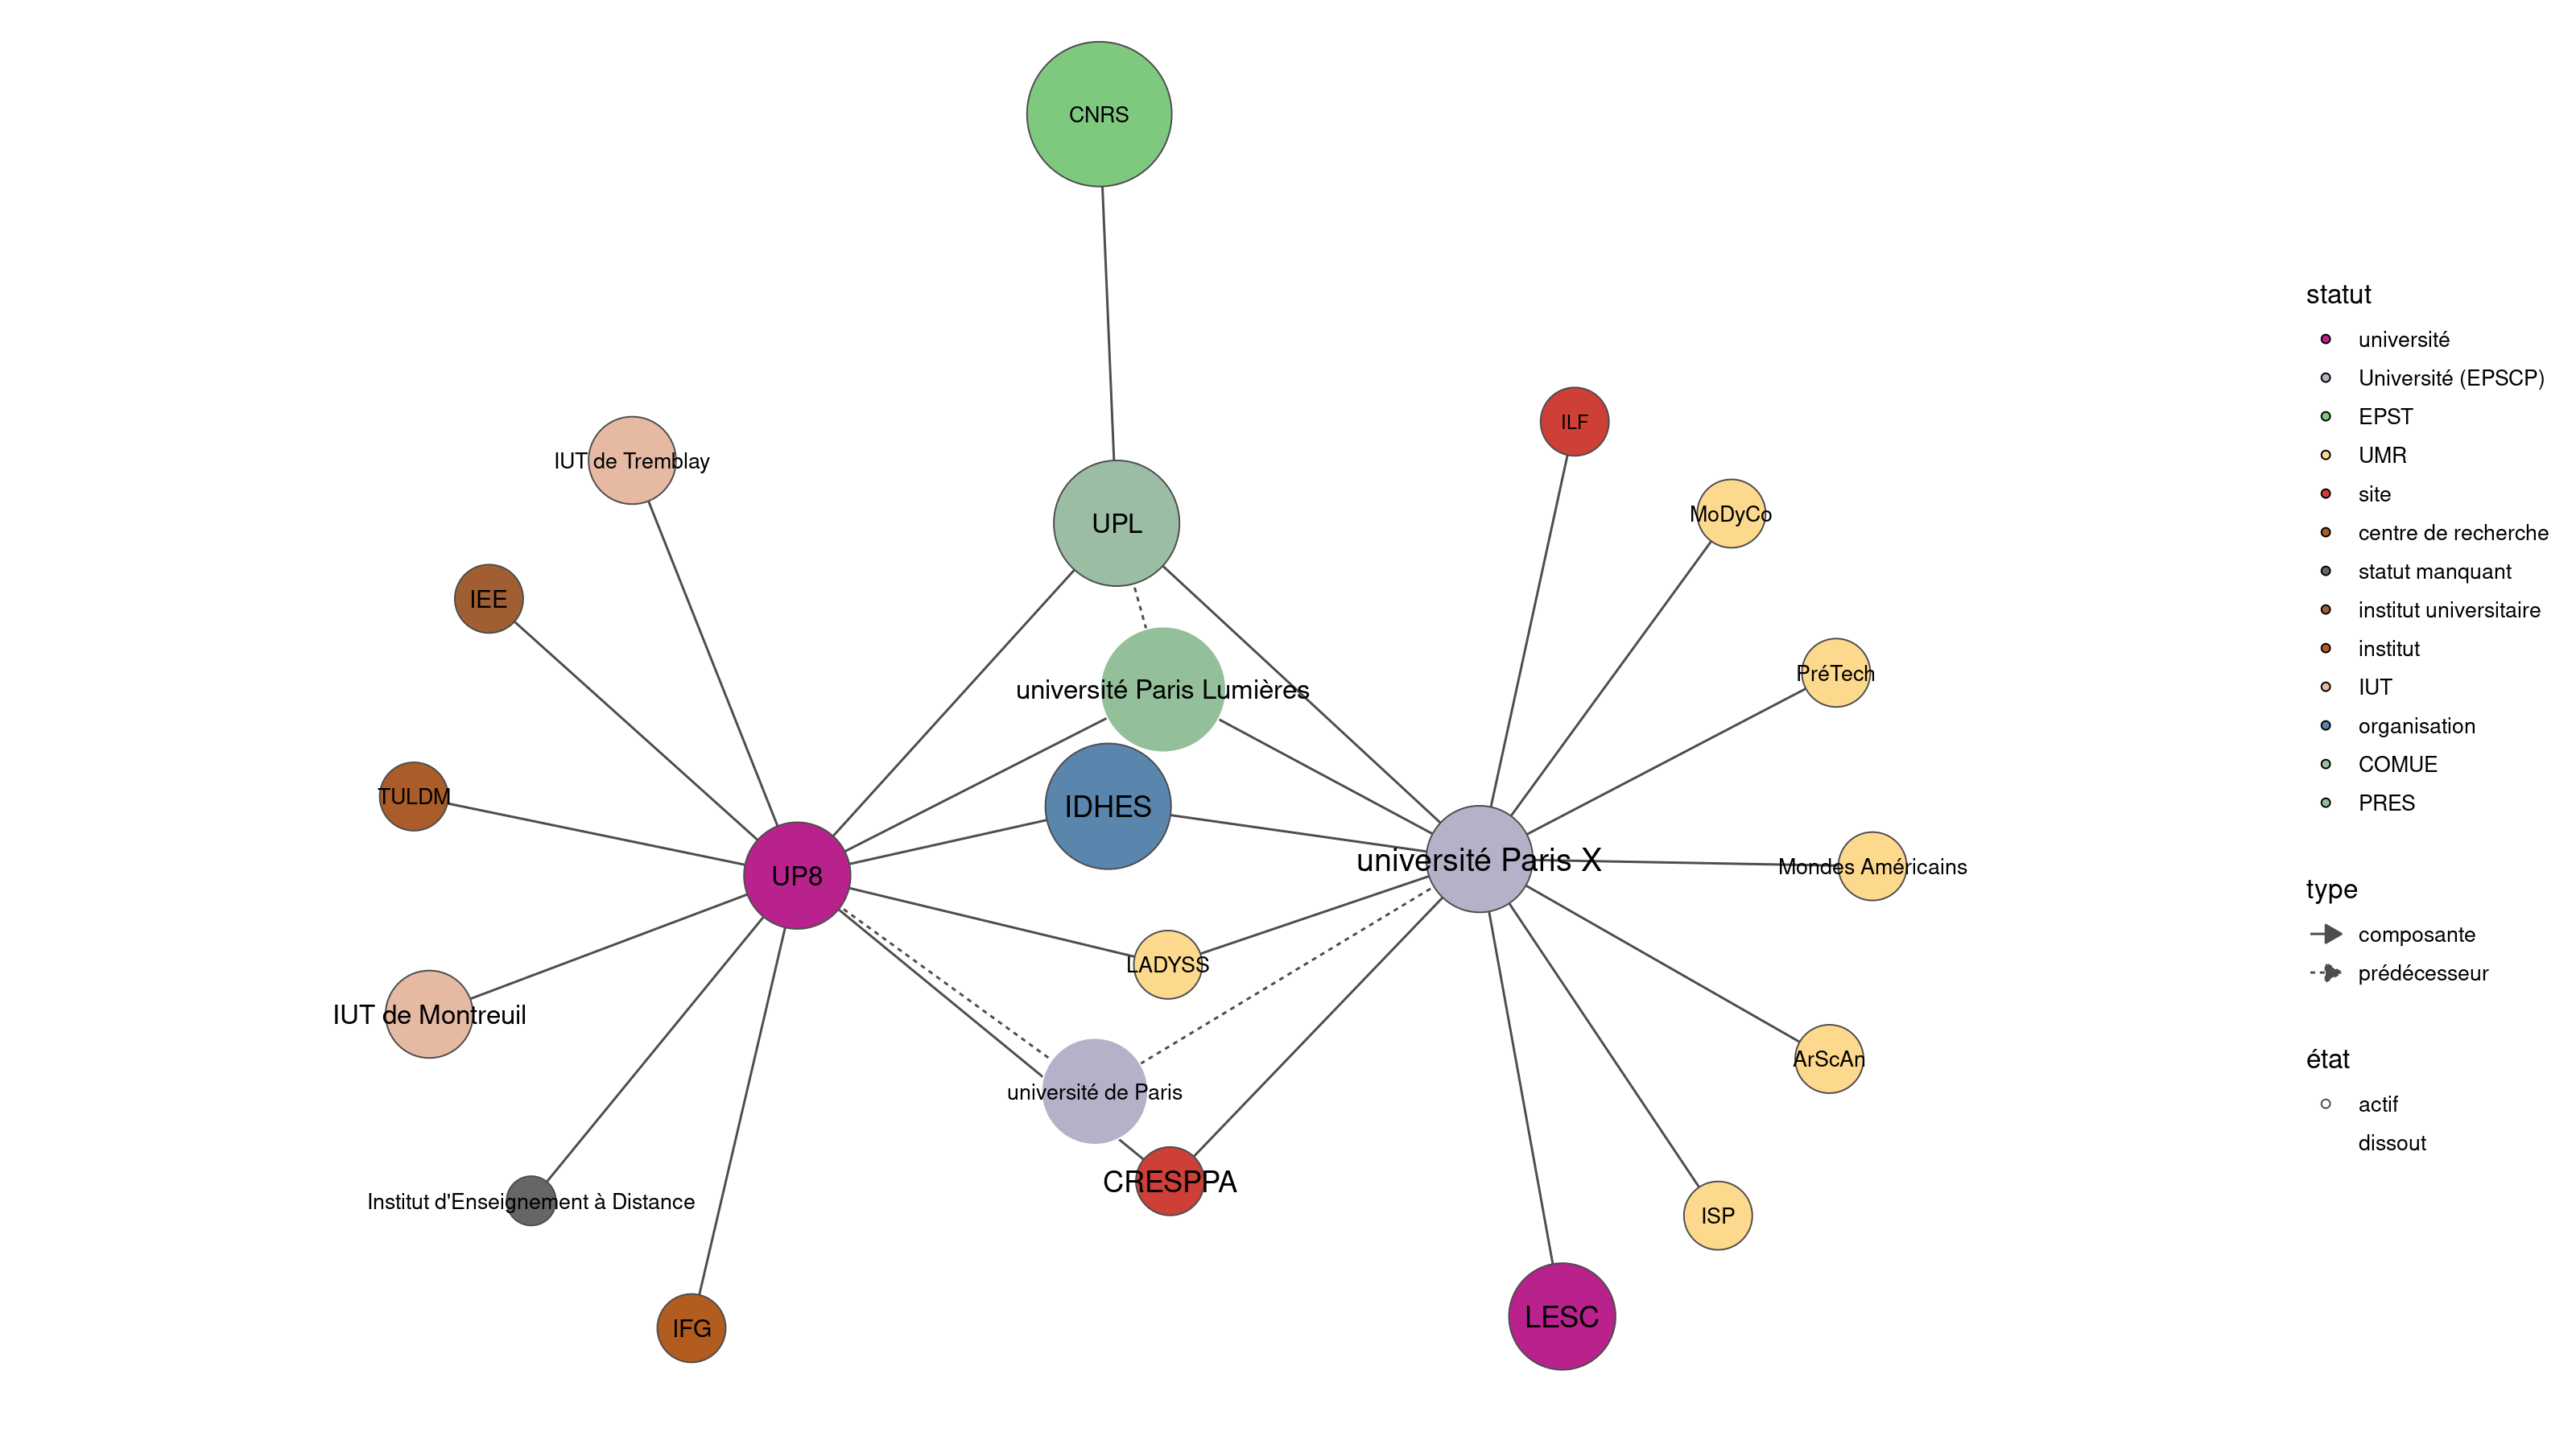 CNRS
ILF
IUT de Tremblay
MoDyCo
UPL
IEE
PréTech
université Paris Lumières
TULDM
IDHES
université Paris X
Mondes Américains
UP8
LADYSS
IUT de Montreuil
ArScAn
université de Paris
CRESPPA
Institut d'Enseignement à Distance
ISP
LESC
IFG
statut
université
Université (EPSCP)
EPST
UMR
site
centre de recherche
statut manquant
institut universitaire
institut
IUT
organisation
COMUE
PRES
type
composante
prédécesseur
état
actif
dissout